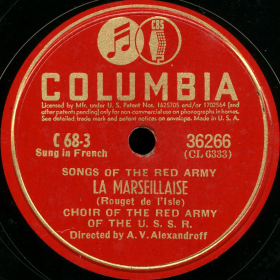 CBS
COLUMBIA
Licensed by Mfr. under U. S. Pats. Nos. 1625705 and/or 1702564 (and
other patents pending) only for non-commercial use on phonographs in homes.
See detailed trade mark and patent notices on envelope. Made in U. S. A.
C 68-3 36266
Sung in French (CL 6333)
SONGS OF THE RED ARMY
LA MARSEILLAISE
(Rouget de l'Isle)
CHOIR OF THE RED ARMY
OF THE U. S. S. R.
Directed by A. V. Alexandroff